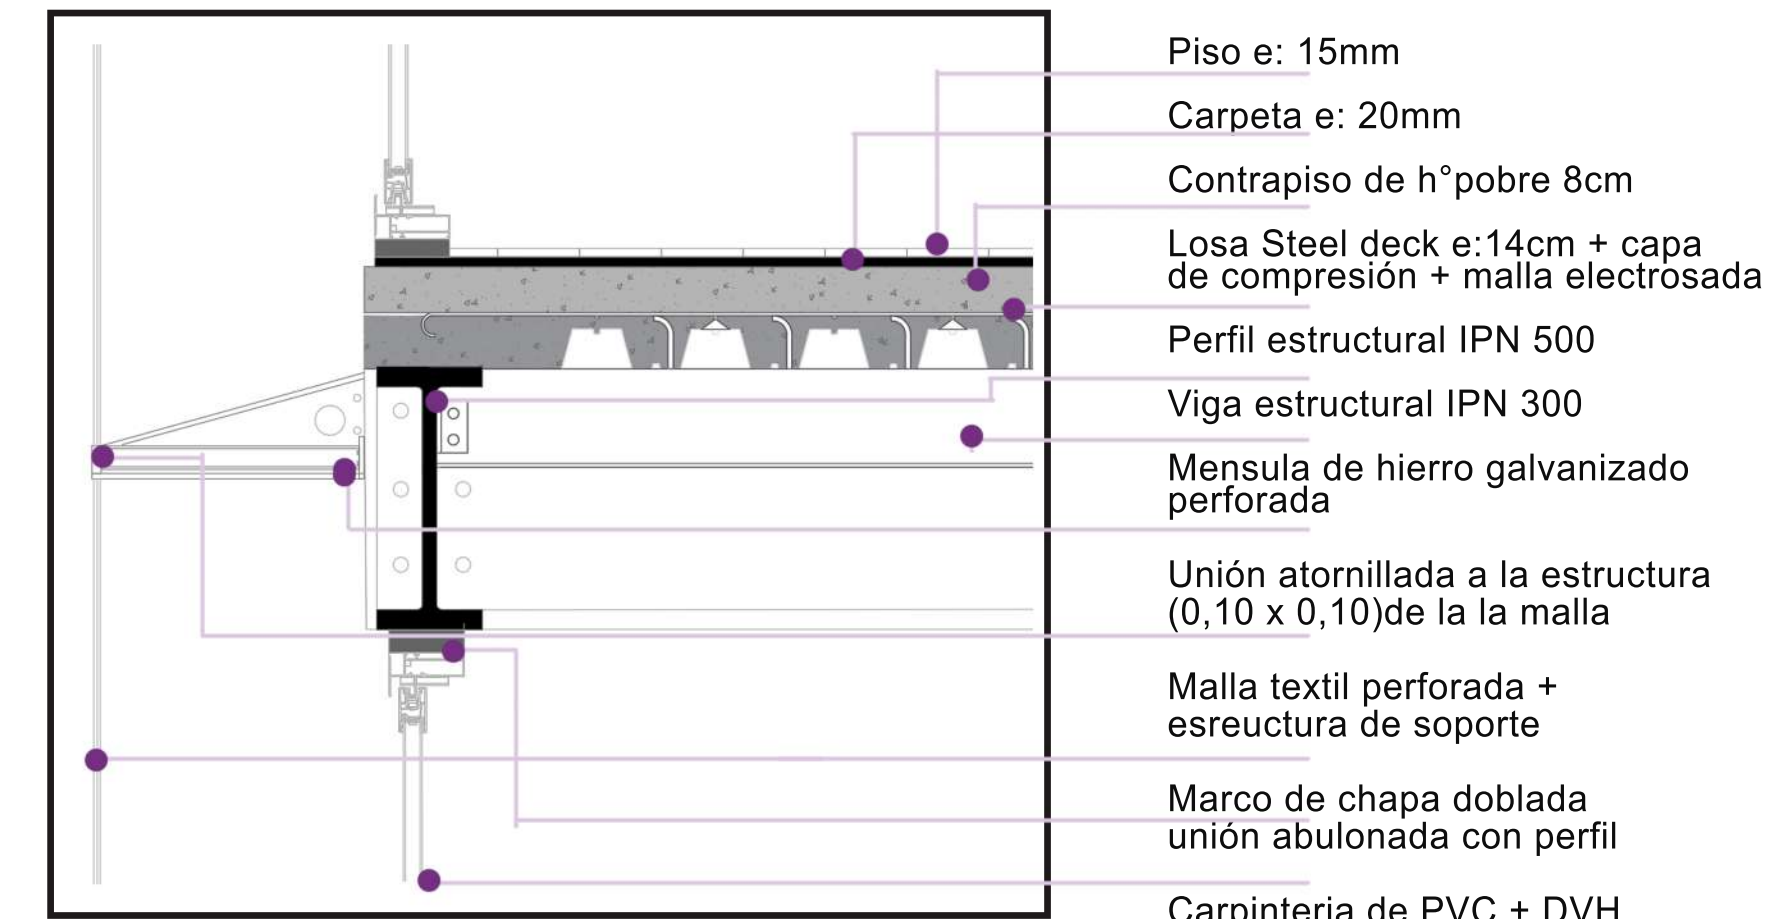 Piso e: 15mm
Carpeta e: 20mm
Contrapiso de h°pobre 8cm
Losa Steel deck e:14cm + capa
de compresión + malla electrosada
Perfil estructural IPN 500
Viga estructural IPN 300
Mensula de hierro galvanizado
perforada
Unión atornillada a la estructura
(0,10 x 0,10)de la la malla
Malla textil perforada +
esreuctura de soporte
Marco de chapa doblada
unión abulonada con perfil
Carpinteria de PVC + DVH